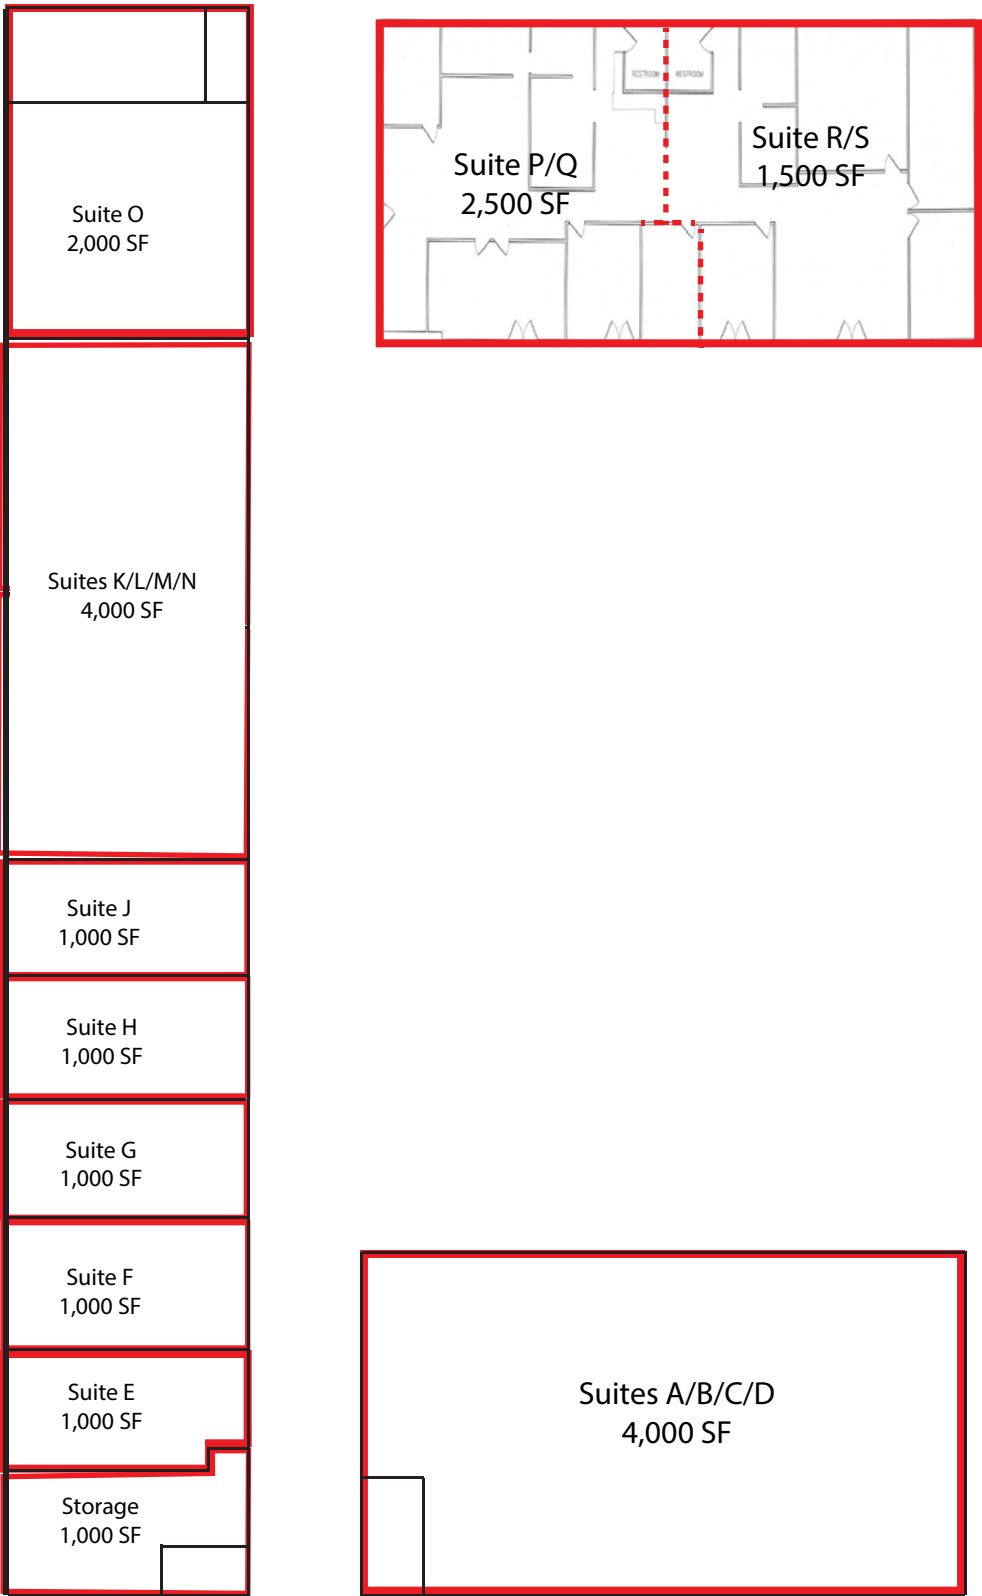 RESTROOM
RESTROOM
Suite P/Q
2,500 SF
Suite R/S
1,500 SF
Suite O
2,000 SF
Suites K/L/M/N
4,000 SF
Suite J
1,000 SF
Suite H
1,000 SF
Suite G
1,000 SF
Suite F
1,000 SF
Suite E
1,000 SF
Storage
1,000 SF
Suites A/B/C/D
4,000 SF